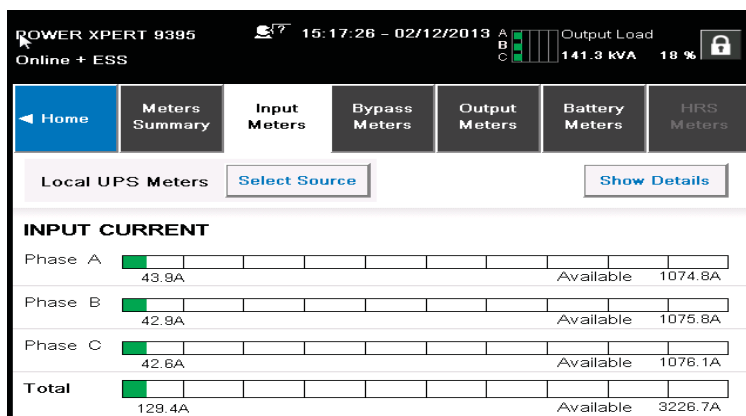 POWER XPERT 9395
15:17:26 - 02/12/2013
A
B
C
Output Load
Online + ESS
141.3 kVA 18 %
Home
Meters Summary
Input Meters
Bypass Meters
Output Meters
Battery Meters
HRS Meters
Local UPS Meters
Select Source
Show Details
INPUT CURRENT
Phase A
43.9A
Available 1074.8A
Phase B
42.9A
Available 1075.8A
Phase C
42.6A
Available 1076.1A
Total
129.4A
Available 3226.7A